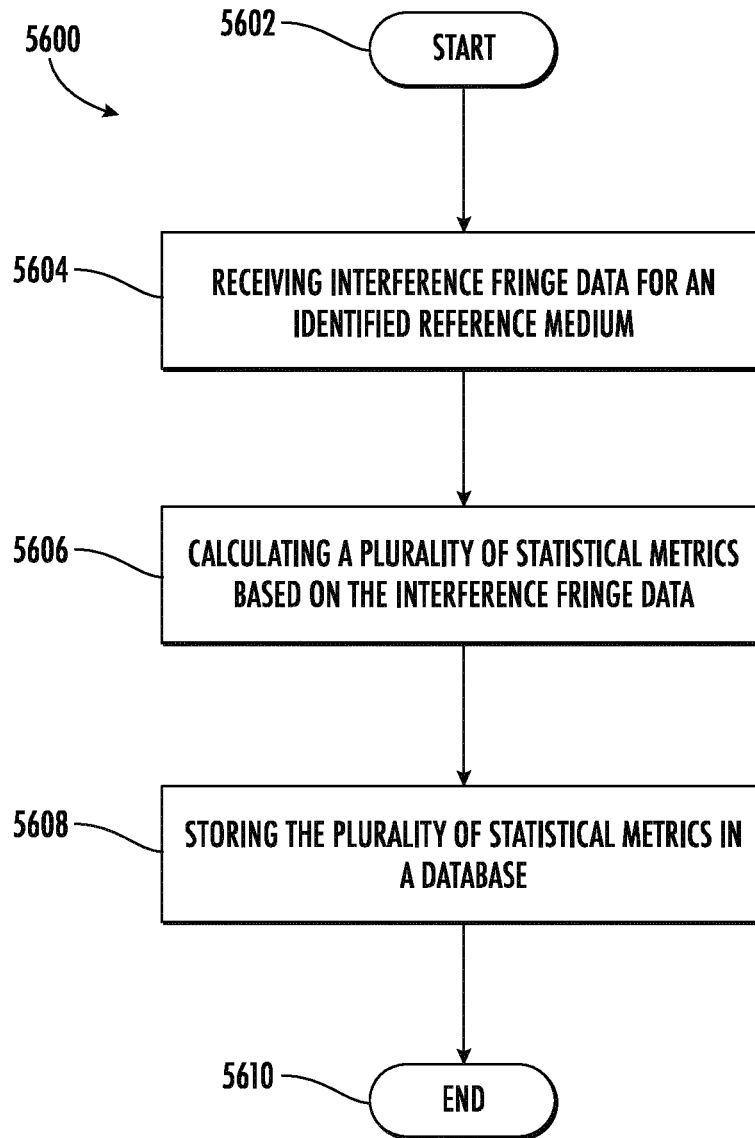 5600
5602
START
5604
RECEIVING INTERFERENCE FRINGE DATA FOR AN
IDENTIFIED REFERENCE MEDIUM
5606
CALCULATING A PLURALITY OF STATISTICAL METRICS
BASED ON THE INTERFERENCE FRINGE DATA
5608
STORING THE PLURALITY OF STATISTICAL METRICS IN
A DATABASE
5610
END